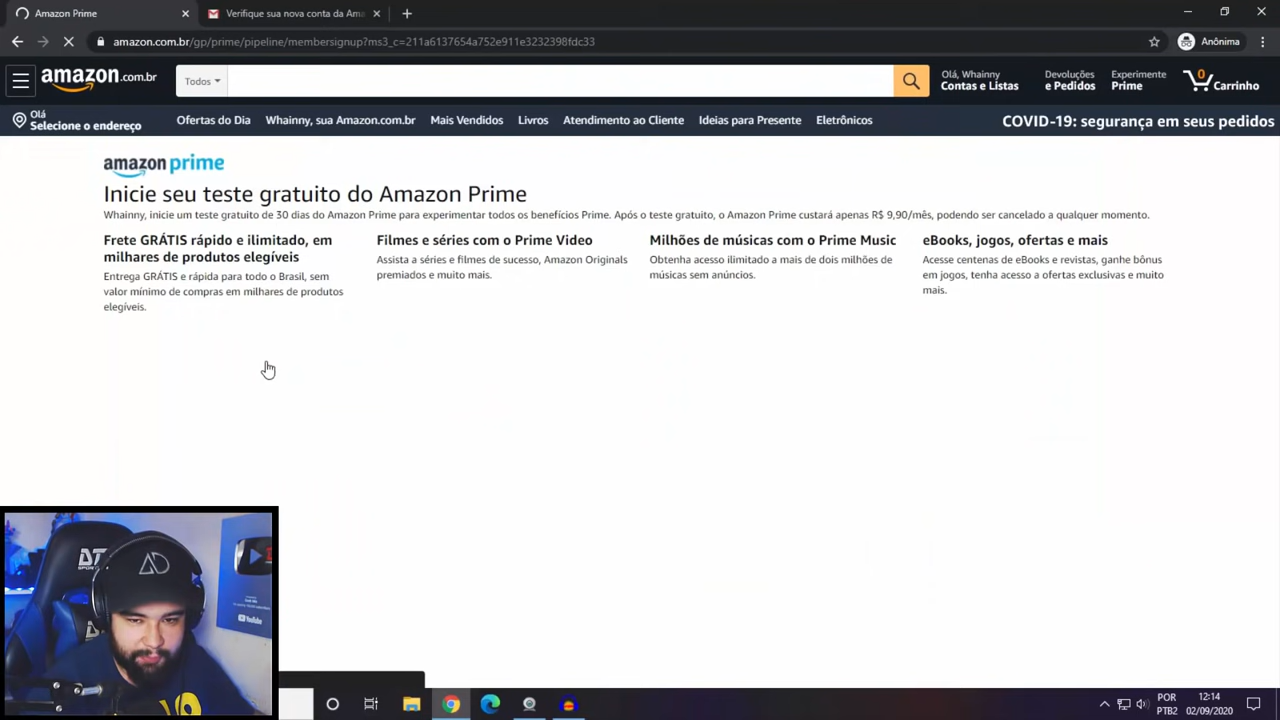 Amazon Prime
Verifique sua nova conta da Ama
amazon.com.br/gp/prime/pipeline/membersignup?ms3_c=211a6137654a752e911e3232398fdc33
Anônima
amazon.com.br
Todos
Olá, Whainny
Contas e Listas
Devoluções
e Pedidos
Experimente
Prime
0
Carrinho
Olá
Selecione o endereço
Ofertas do Dia
Whainny, sua Amazon.com.br
Mais Vendidos
Livros
Atendimento ao Cliente
Ideias para Presente
Eletrônicos
COVID-19: segurança em seus pedidos
amazon prime
Inicie seu teste gratuito do Amazon Prime
Whainny, inicie um teste gratuito de 30 dias do Amazon Prime para experimentar todos os benefícios Prime. Após o teste gratuito, o Amazon Prime custará apenas R$ 9,90/mês, podendo ser cancelado a qualquer momento.
Frete GRÁTIS rápido e ilimitado, em
milhares de produtos elegíveis
Entrega GRÁTIS e rápida para todo o Brasil, sem
valor mínimo de compras em milhares de produtos
elegíveis.
Filmes e séries com o Prime Video
Assista a séries e filmes de sucesso, Amazon Originals
premiados e muito mais.
Milhões de músicas com o Prime Music
Obtenha acesso ilimitado a mais de dois milhões de
músicas sem anúncios.
eBooks, jogos, ofertas e mais
Acesse centenas de eBooks e revistas, ganhe bônus
em jogos, tenha acesso a ofertas exclusivas e muito
mais.
YouTube
POR
PTB2
12:14
02/09/2020